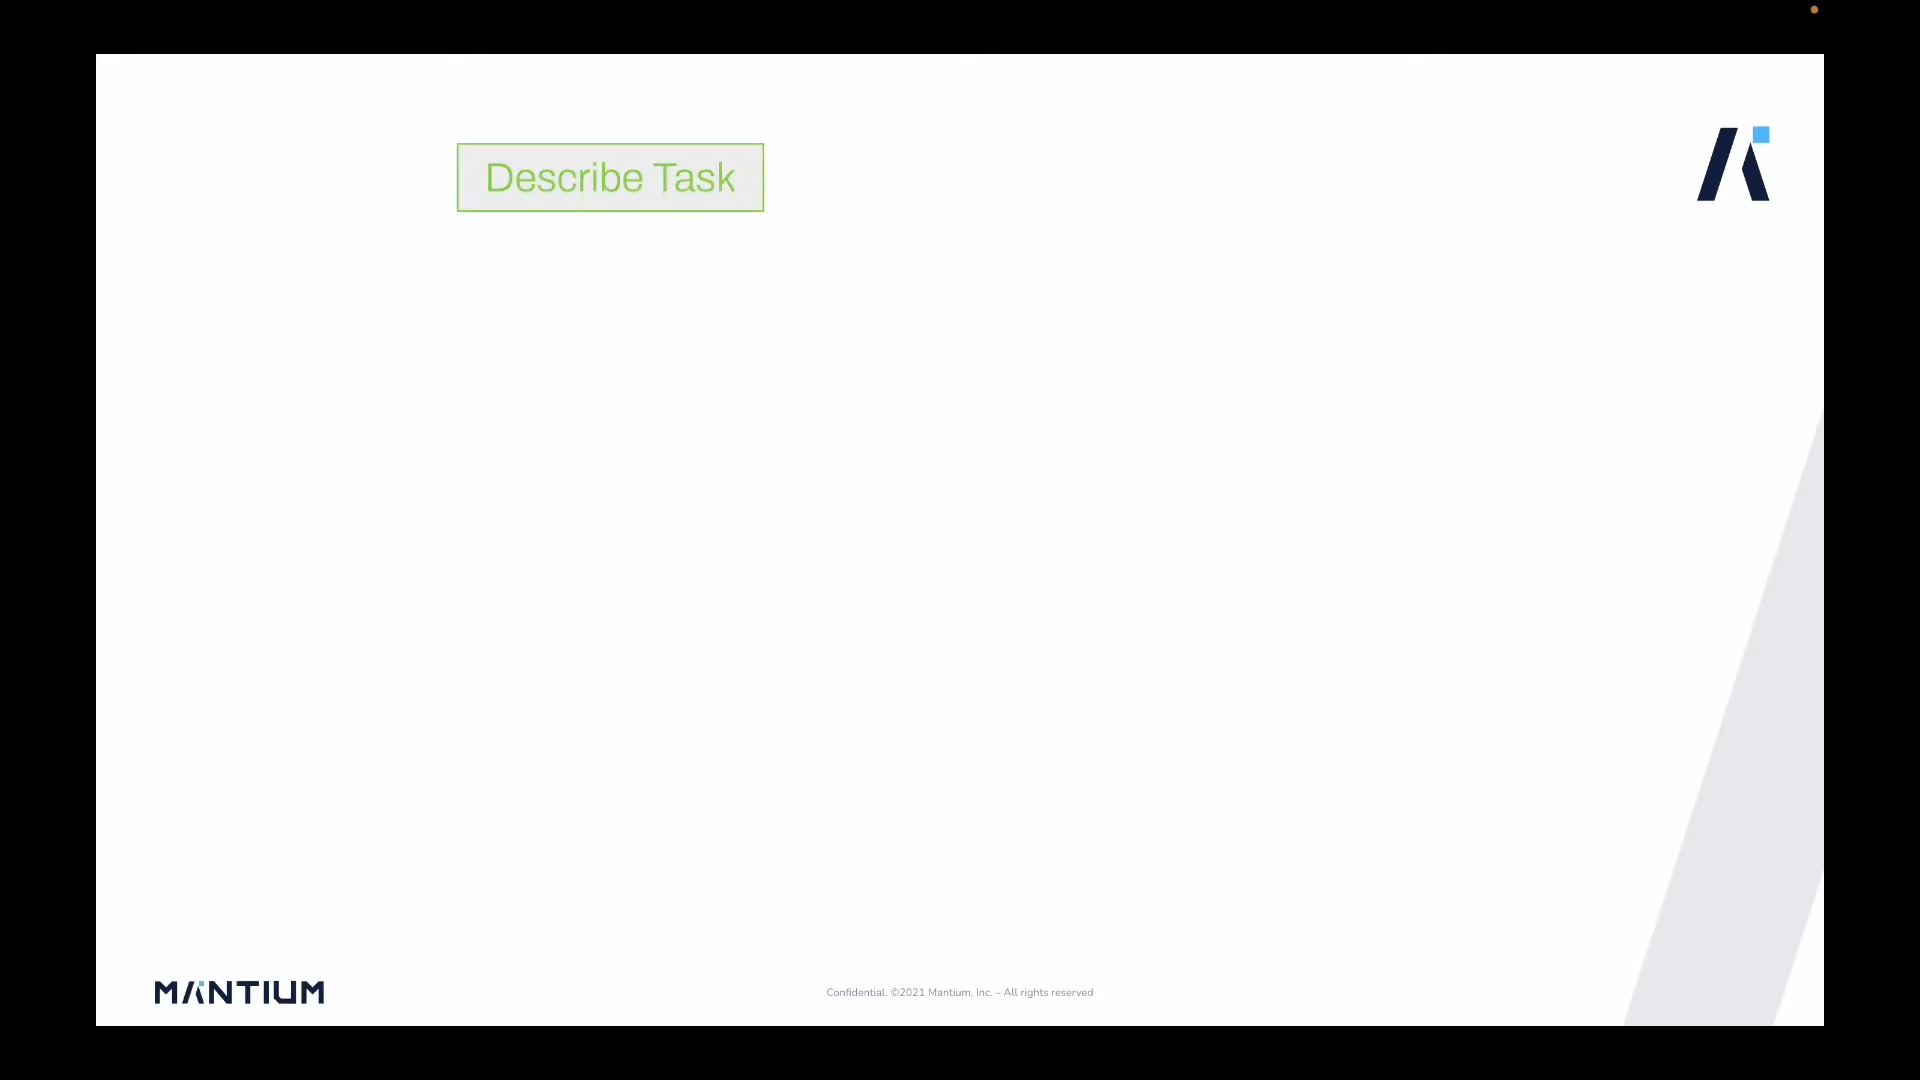 Describe Task
MANTIUM
Confidential. ©2021 Mantium, Inc. – All rights reserved